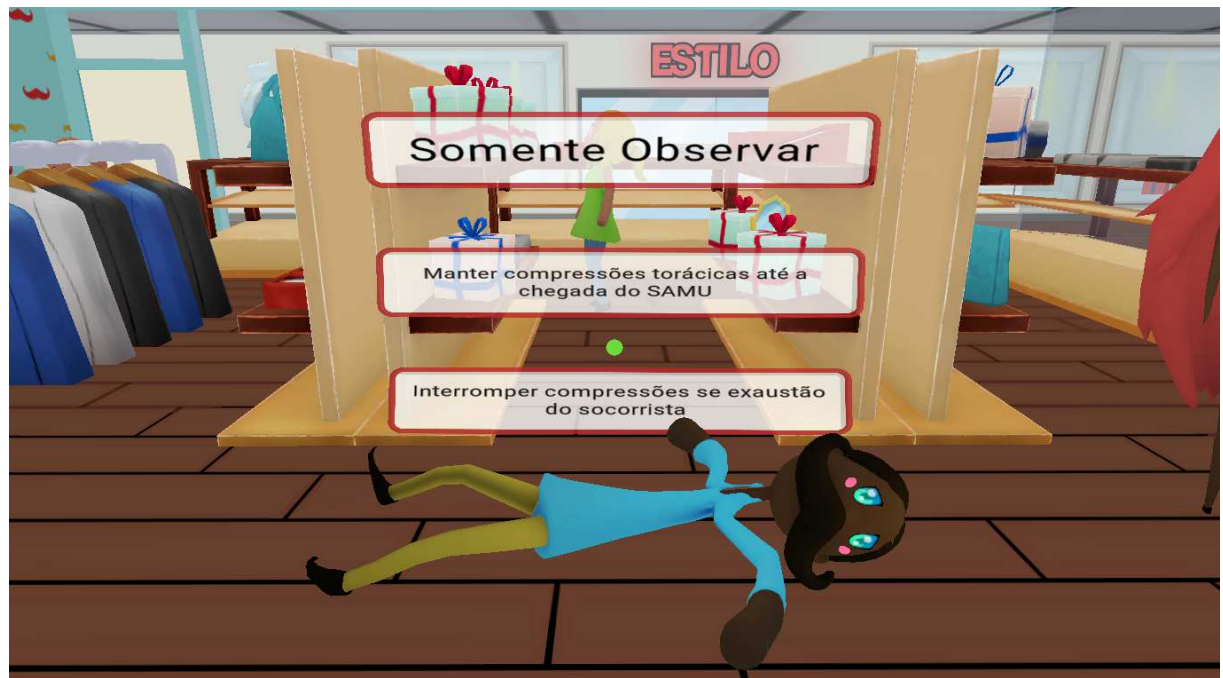 ESTILO
Somente Observar
Manter compressões torácicas até a
chegada do SAMU
Interromper compressões se exaustão
do socorrista